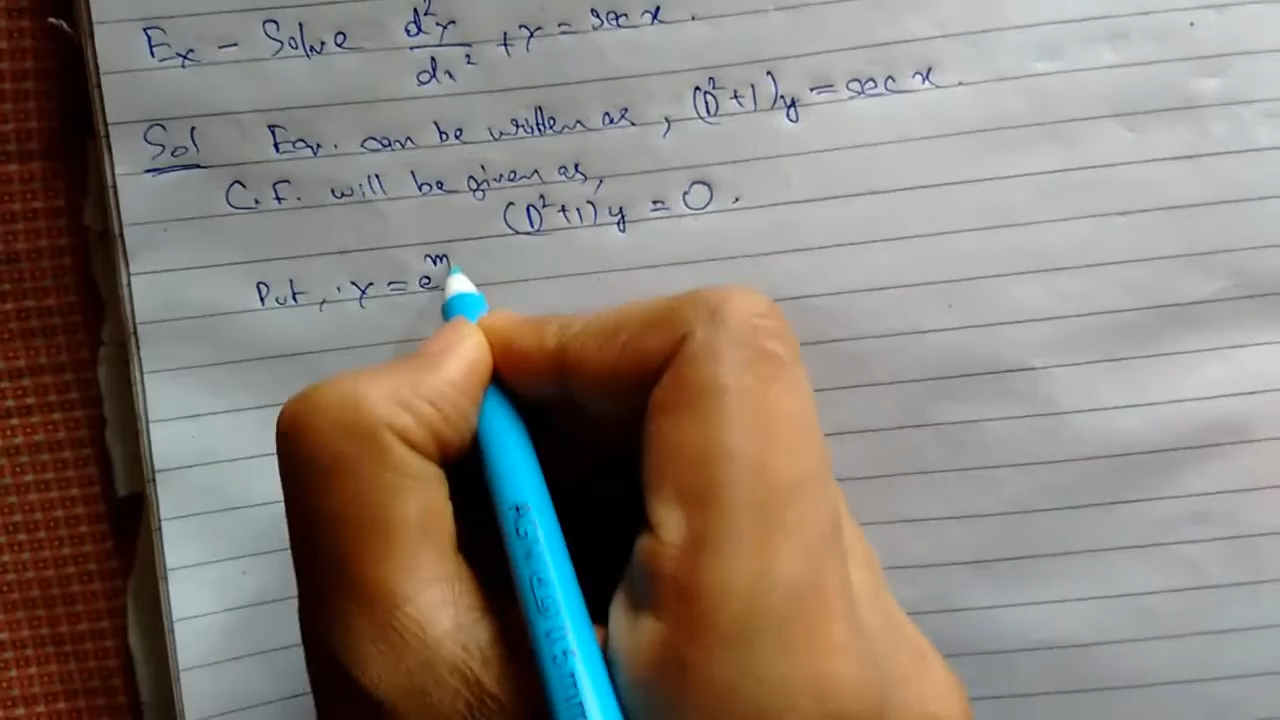 Ex - Solve d²y/dx² + y = sec x.
Sol Eqn. can be written as, (D²+1)y = sec x.
C.F. will be given as,
(D²+1)y = 0.
Put, y = e^m